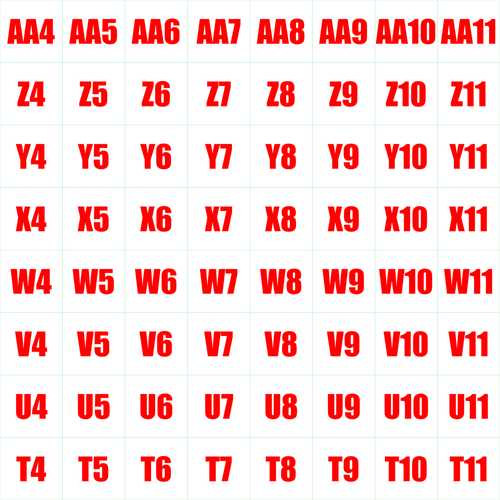 AA4 AA5 AA6 AA7 AA8 AA9 AA10 AA11
Z4 Z5 Z6 Z7 Z8 Z9 Z10 Z11
Y4 Y5 Y6 Y7 Y8 Y9 Y10 Y11
X4 X5 X6 X7 X8 X9 X10 X11
W4 W5 W6 W7 W8 W9 W10 W11
V4 V5 V6 V7 V8 V9 V10 V11
U4 U5 U6 U7 U8 U9 U10 U11
T4 T5 T6 T7 T8 T9 T10 T11